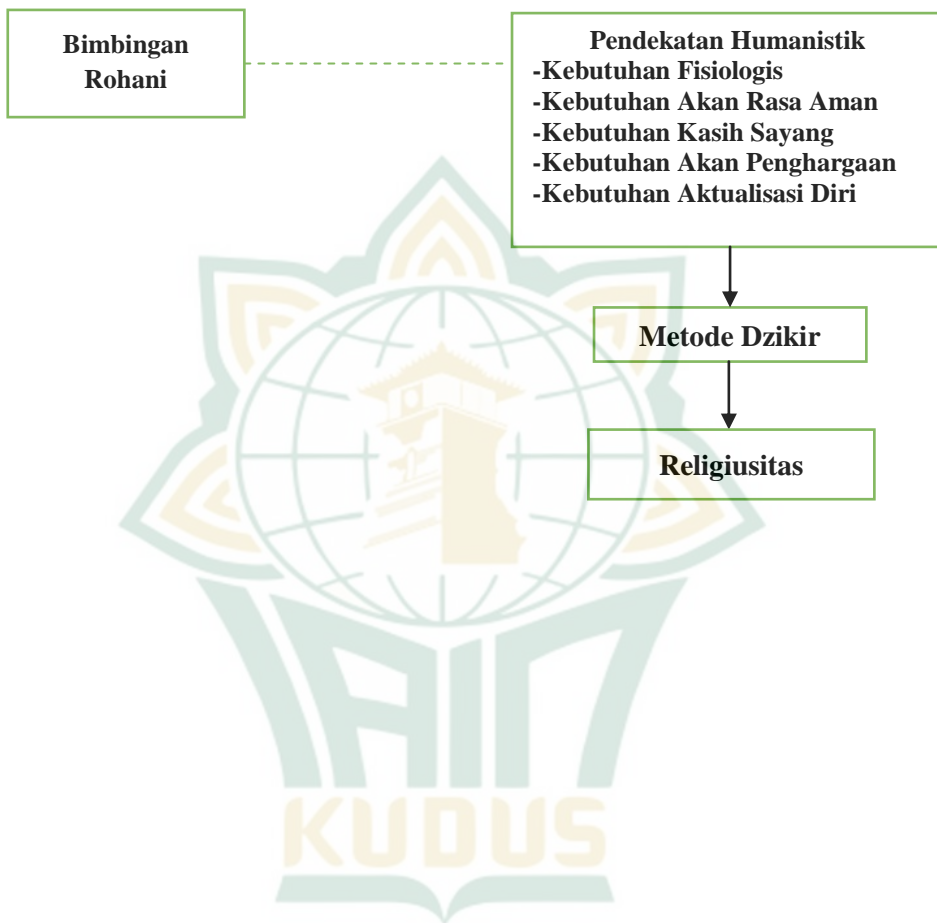 Bimbingan
Rohani
Pendekatan Humanistik
-Kebutuhan Fisiologis
-Kebutuhan Akan Rasa Aman
-Kebutuhan Kasih Sayang
-Kebutuhan Akan Penghargaan
-Kebutuhan Aktualisasi Diri
Metode Dzikir
Religiusitas
IAIN
KUDUS